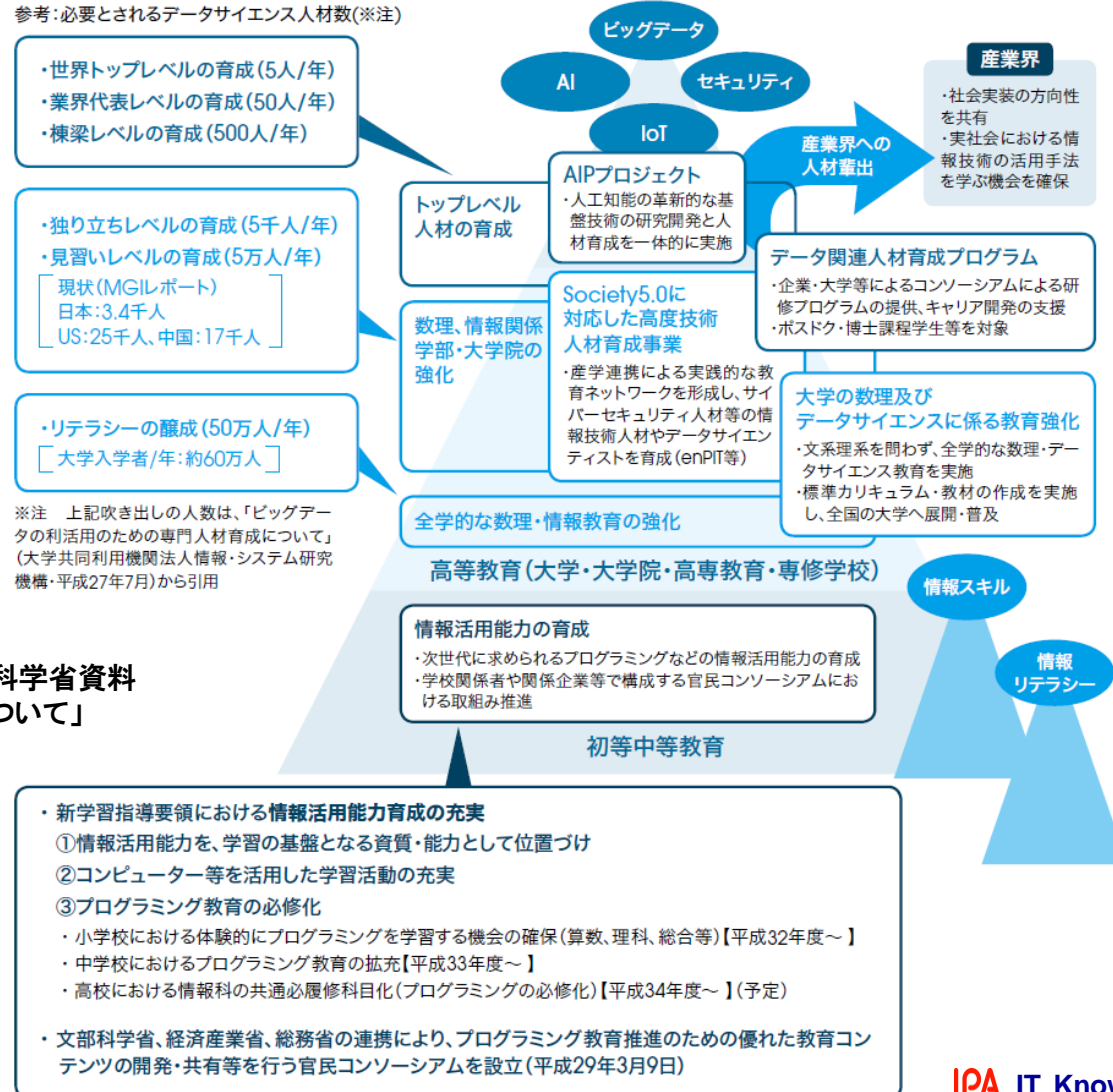 参考：必要とされるデータサイエンス人材数(※注)
・世界トップレベルの育成(5人/年)
・業界代表レベルの育成(50人/年)
・棟梁レベルの育成(500人/年)
・独り立ちレベルの育成(5千人/年)
・見習いレベルの育成(5万人/年)
現状(MGIレポート)
日本：3.4千人
US：25千人、中国：17千人
・リテラシーの醸成(50万人/年)
大学入学者/年：約60万人
※注　上記吹き出しの人数は、「ビッグデー
タの利活用のための専門人材育成について」
(大学共同利用機関法人情報・システム研究
機構・平成27年7月)から引用
科学省資料
ついて」
ビッグデータ
AI
セキュリティ
IoT
産業界への
人材輩出
産業界
・社会実装の方向性
を共有
・実社会における情
報技術の活用手法
を学ぶ機会を確保
トップレベル
人材の育成
AIPプロジェクト
・人工知能の革新的な基
盤技術の研究開発と人
材育成を一体的に実施
データ関連人材育成プログラム
・企業・大学等によるコンソーシアムによる研
修プログラムの提供、キャリア開発の支援
・ポスドク・博士課程学生等を対象
数理、情報関係
学部・大学院の
強化
Society5.0に
対応した高度技術
人材育成事業
・産学連携による実践的な教
育ネットワークを形成し、サイ
バーセキュリティ人材等の情
報技術人材やデータサイエン
ティストを育成(enPiT等)
大学の数理及び
データサイエンスに係る教育強化
・文系理系を問わず、全学的な数理・デー
タサイエンス教育を実施
・標準カリキュラム・教材の作成を実施
し、全国の大学へ展開・普及
全学的な数理・情報教育の強化
高等教育(大学・大学院・高専教育・専修学校)
情報スキル
情報
リテラシー
情報活用能力の育成
・次世代に求められるプログラミングなどの情報活用能力の育成
・学校関係者や関係企業等で構成する官民コンソーシアムにお
ける取組み推進
初等中等教育
・新学習指導要領における情報活用能力育成の充実
①情報活用能力を、学習の基盤となる資質・能力として位置づけ
②コンピューター等を活用した学習活動の充実
③プログラミング教育の必修化
・小学校における体験的にプログラミングを学習する機会の確保(算数、理科、総合等)【平成32年度～】
・中学校におけるプログラミング教育の拡充【平成33年度～】
・高校における情報科の共通必履修科目化(プログラミングの必修化)【平成34年度～】(予定)
・文部科学省、経済産業省、総務省の連携により、プログラミング教育推進のための優れた教育コン
テンツの開発・共有等を行う官民コンソーシアムを設立(平成29年3月9日)
IPA IT Know